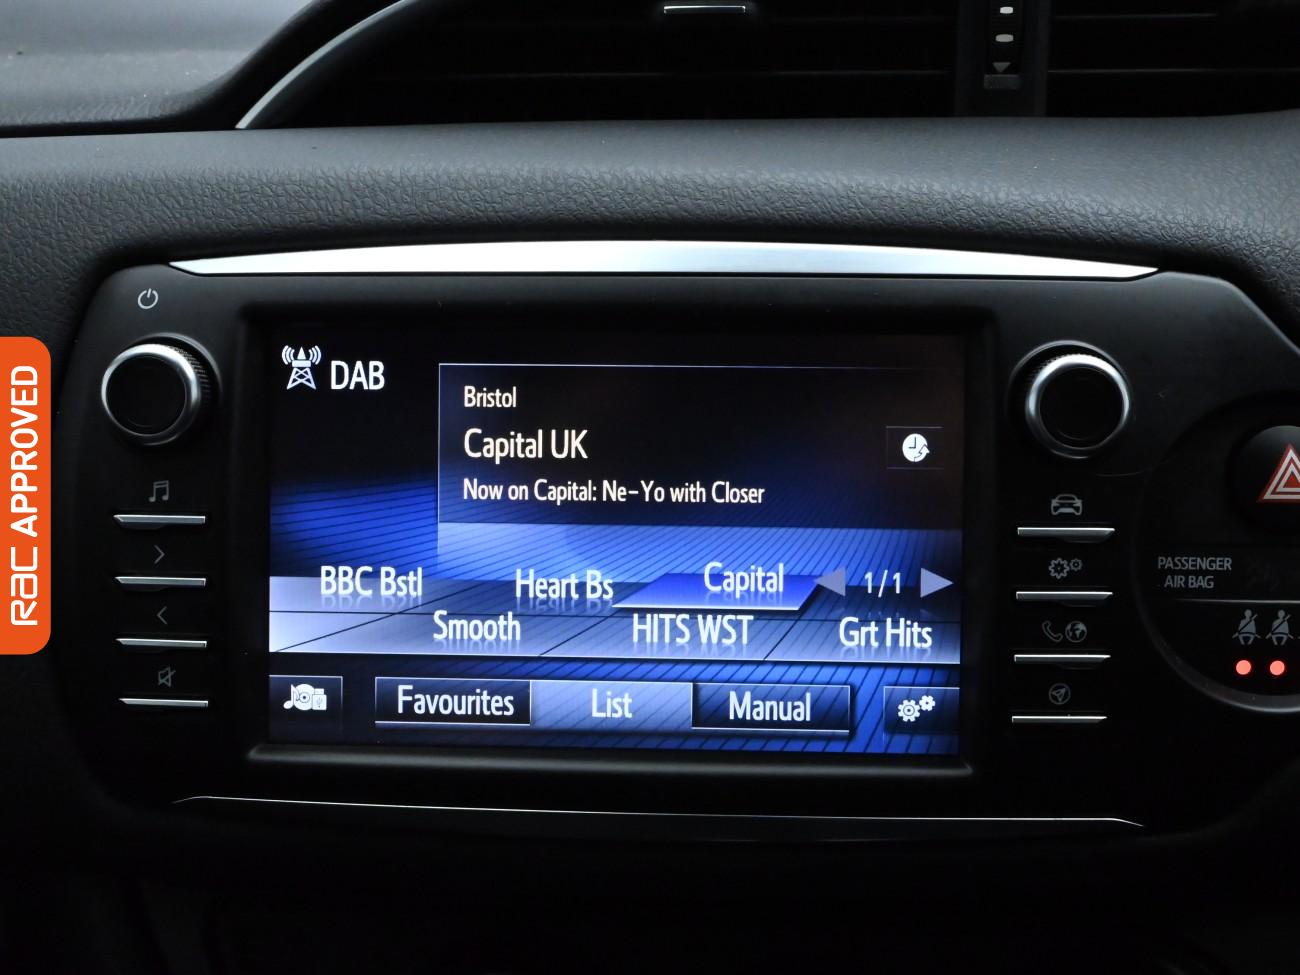 DAB
Bristol
Capital UK
Now on Capital: Ne-Yo with Closer
BBC Bstl
Heart Bs
Capital
1/1
Smooth
HITS WST
Grt Hits
Favourites
List
Manual
PASSENGER
AIR BAG
RAC APPROVED